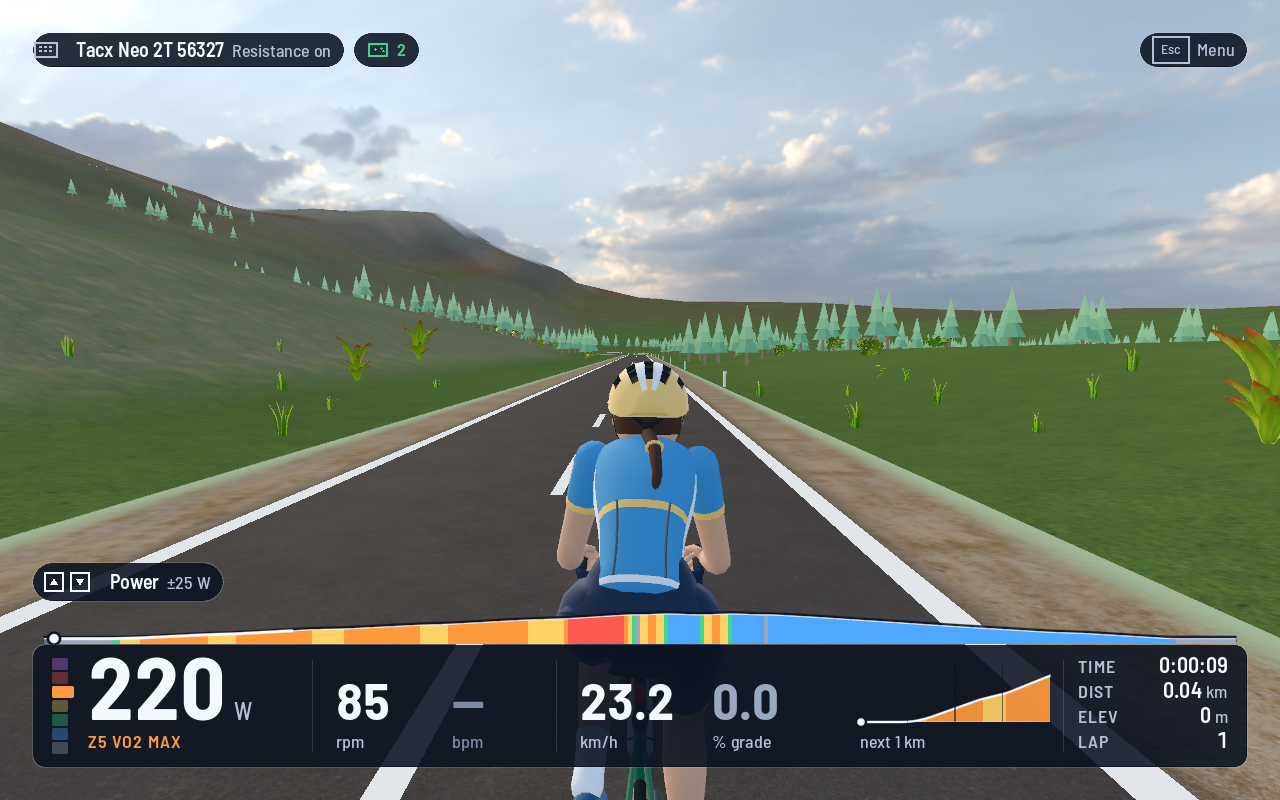 Tacx Neo 2T 56327 Resistance on
2
Esc Menu
Power ±25 W
220 W
Z5 VO2 MAX
85 rpm
– bpm
23.2 km/h
0.0 % grade
next 1 km
TIME 0:00:09
DIST 0.04 km
ELEV 0 m
LAP 1